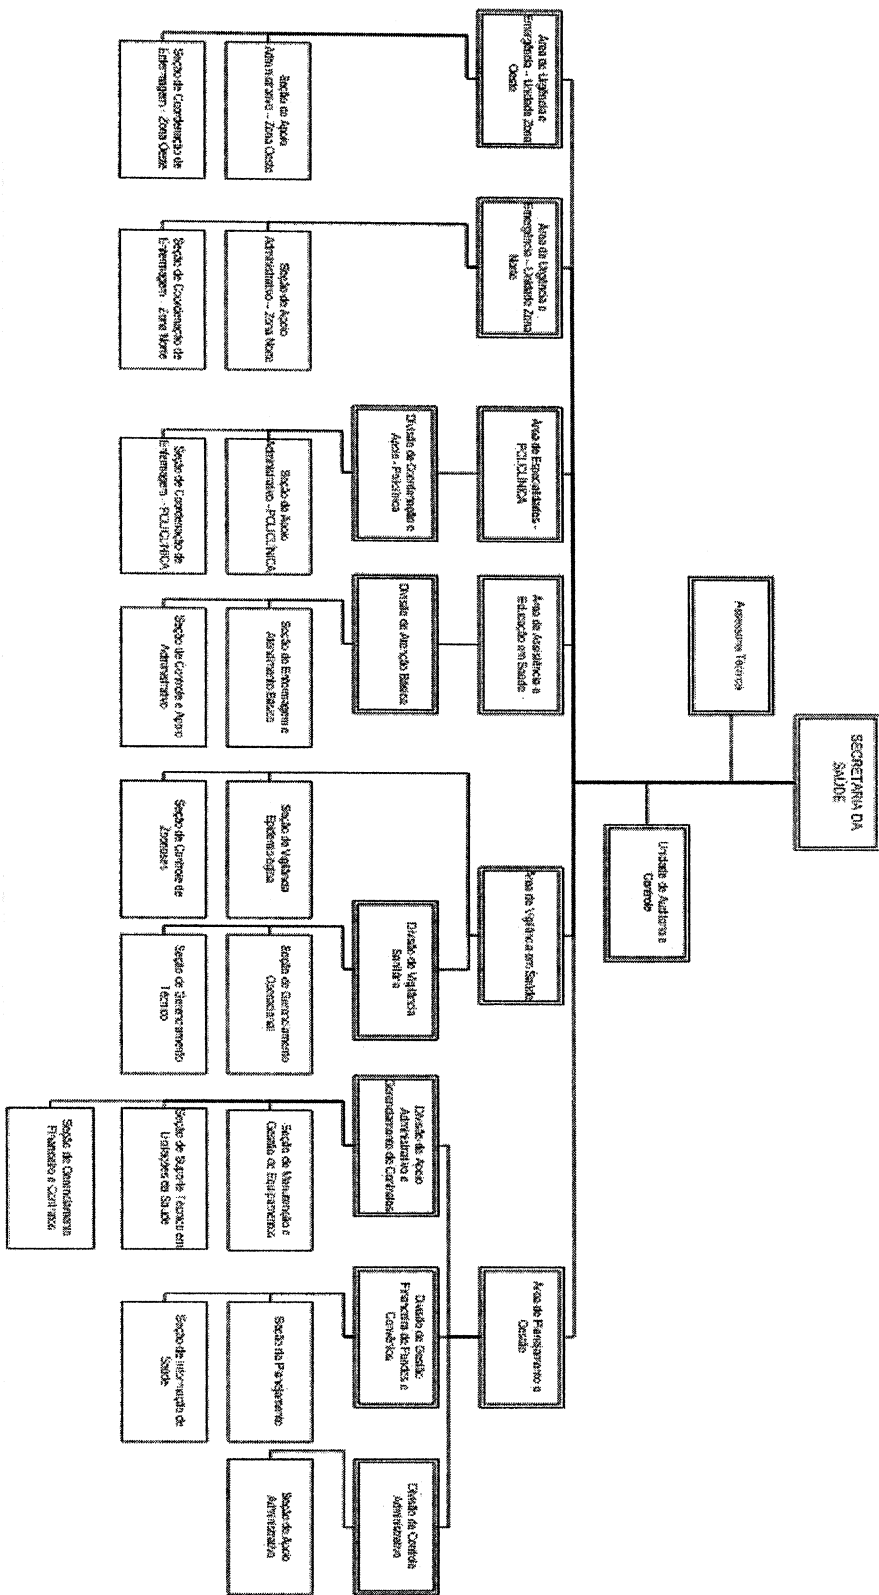 SECRETARIA DA
SAÚDE
Assessoria Técnica
Unidade de Auditoria e
Controle
Área de Urgência e
Emergência – Unidade Zona
Oeste
Área de Urgência e
Emergência – Unidade Zona
Norte
Área de Especialidades -
POLICLÍNICA
Área de Assistência e
Educação em Saúde -
Área de Vigilância em Saúde
Área de Planejamento e
Gestão
Divisão de Coordenação e
Apoio - Policlínica
Divisão de Atenção Básica
Divisão de Vigilância
Sanitária
Divisão de Apoio
Administrativo e
Gerenciamento de Contratos
Divisão de Gestão
Financeira de Fundos e
Convênios
Divisão de Controle
Administrativo
Seção de Apoio
Administrativo – Zona Oeste
Seção de Apoio
Administrativo – Zona Norte
Seção de Apoio
Administrativo - POLICLÍNICA
Seção de Enfermagem e
Atendimento Básico
Seção de Vigilância
Epidemiológica
Seção de Gerenciamento
Operacional
Seção de Manutenção e
Gestão de Equipamentos
Seção de Planejamento
Seção de Apoio
Administrativo
Seção de Coordenação de
Enfermagem - Zona Oeste
Seção de Coordenação de
Enfermagem - Zona Norte
Seção de Coordenação de
Enfermagem - POLICLÍNICA
Seção de Controle e Apoio
Administrativo
Seção de Controle de
Zoonoses
Seção de Gerenciamento
Técnico
Seção de Suporte Técnico em
Unidades de Saúde
Seção de Informação de
Saúde
Seção de Gerenciamento
Financeiro e Contratos